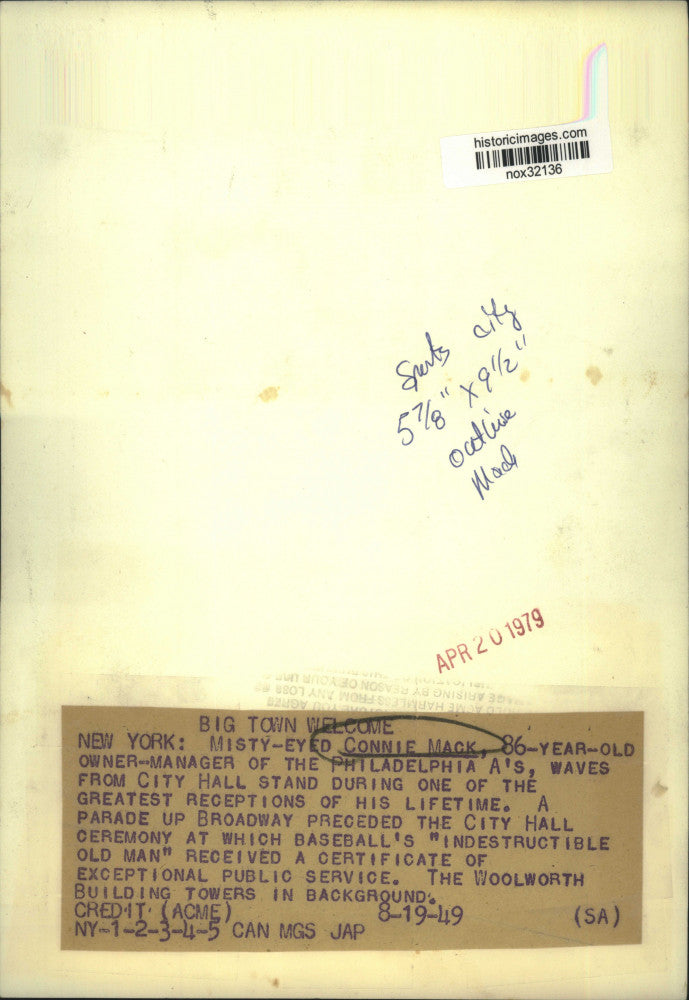 historicimages.com
nox32136
Sports city
5 7/8" x 9 1/2"
outline
Mack
APR 20 1979
BIG TOWN WELCOME
NEW YORK: MISTY-EYED CONNIE MACK, 86-YEAR-OLD
OWNER-MANAGER OF THE PHILADELPHIA A'S, WAVES
FROM CITY HALL STAND DURING ONE OF THE
GREATEST RECEPTIONS OF HIS LIFETIME. A
PARADE UP BROADWAY PRECEDED THE CITY HALL
CEREMONY AT WHICH BASEBALL'S "INDESTRUCTIBLE
OLD MAN" RECEIVED A CERTIFICATE OF
EXCEPTIONAL PUBLIC SERVICE. THE WOOLWORTH
BUILDING TOWERS IN BACKGROUND.
CREDIT (ACME) 8-19-49 (SA)
NY-1-2-3-4-5 CAN MGS JAP